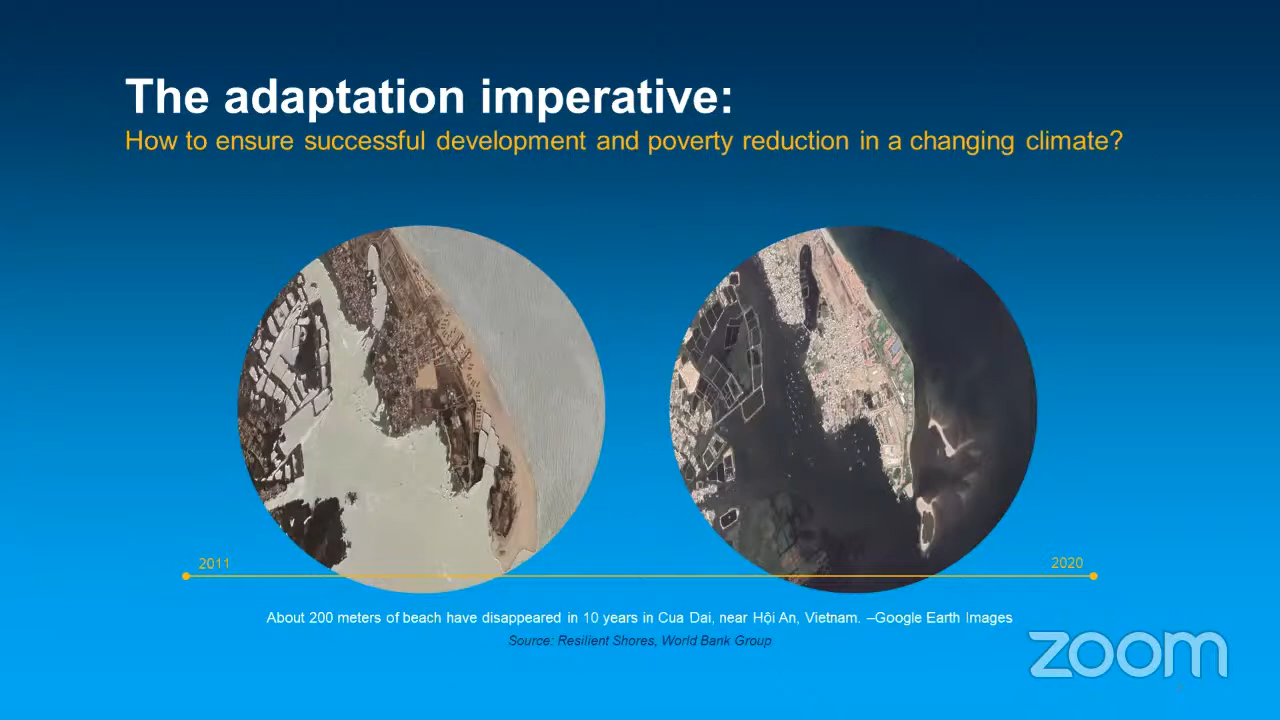 The adaptation imperative:
How to ensure successful development and poverty reduction in a changing climate?
2011
2020
About 200 meters of beach have disappeared in 10 years in Cua Dai, near Hội An, Vietnam. –Google Earth Images
Source: Resilient Shores, World Bank Group
zoom